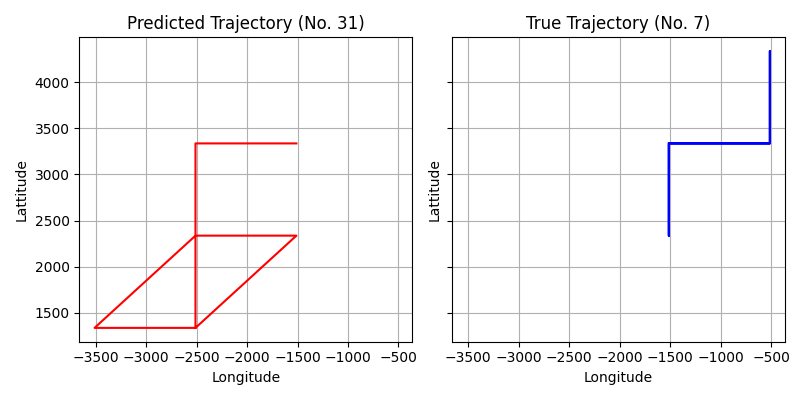 Predicted Trajectory (No. 31)
True Trajectory (No. 7)
Lattitude
4000
3500
3000
2500
2000
1500
−3500 −3000 −2500 −2000 −1500 −1000 −500
Longitude
Lattitude
−3500 −3000 −2500 −2000 −1500 −1000 −500
Longitude